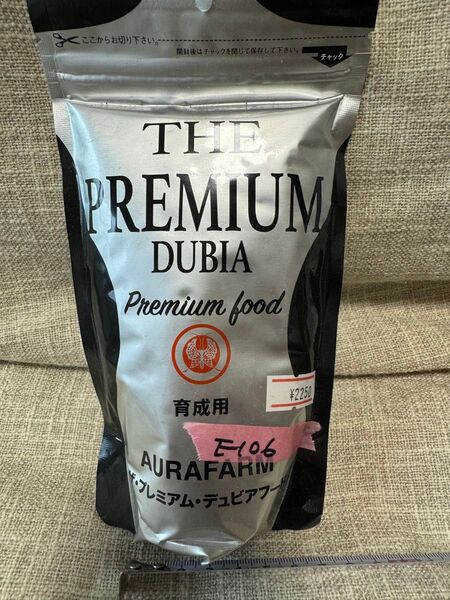 ここからお切り下さい。
開封後はチャックを閉じて保存して下さい。
チャック
THE
PREMIUM
DUBIA
Premium food
育成用
¥2250
E-106
AURAFARM
ザ・プレミアム・デュビアフード